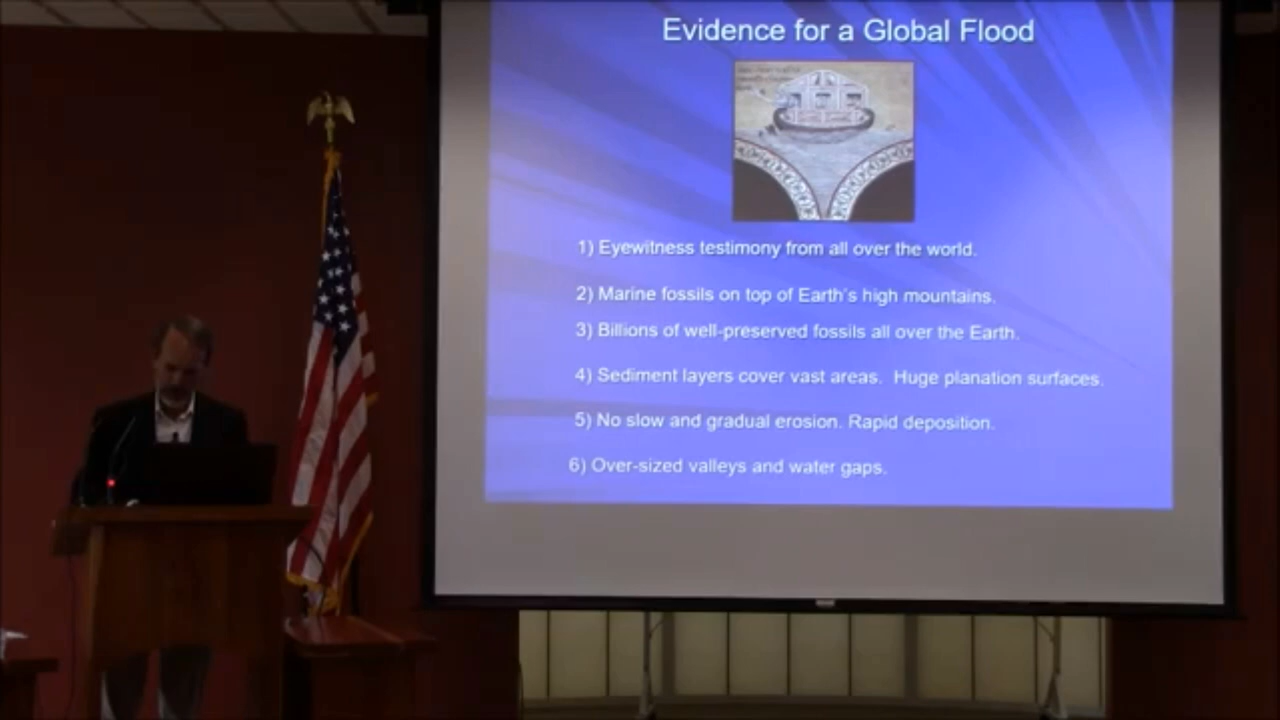 Evidence for a Global Flood
1) Eyewitness testimony from all over the world.
2) Marine fossils on top of Earth's high mountains.
3) Billions of well-preserved fossils all over the Earth.
4) Sediment layers cover vast areas. Huge planation surfaces.
5) No slow and gradual erosion. Rapid deposition.
6) Over-sized valleys and water gaps.